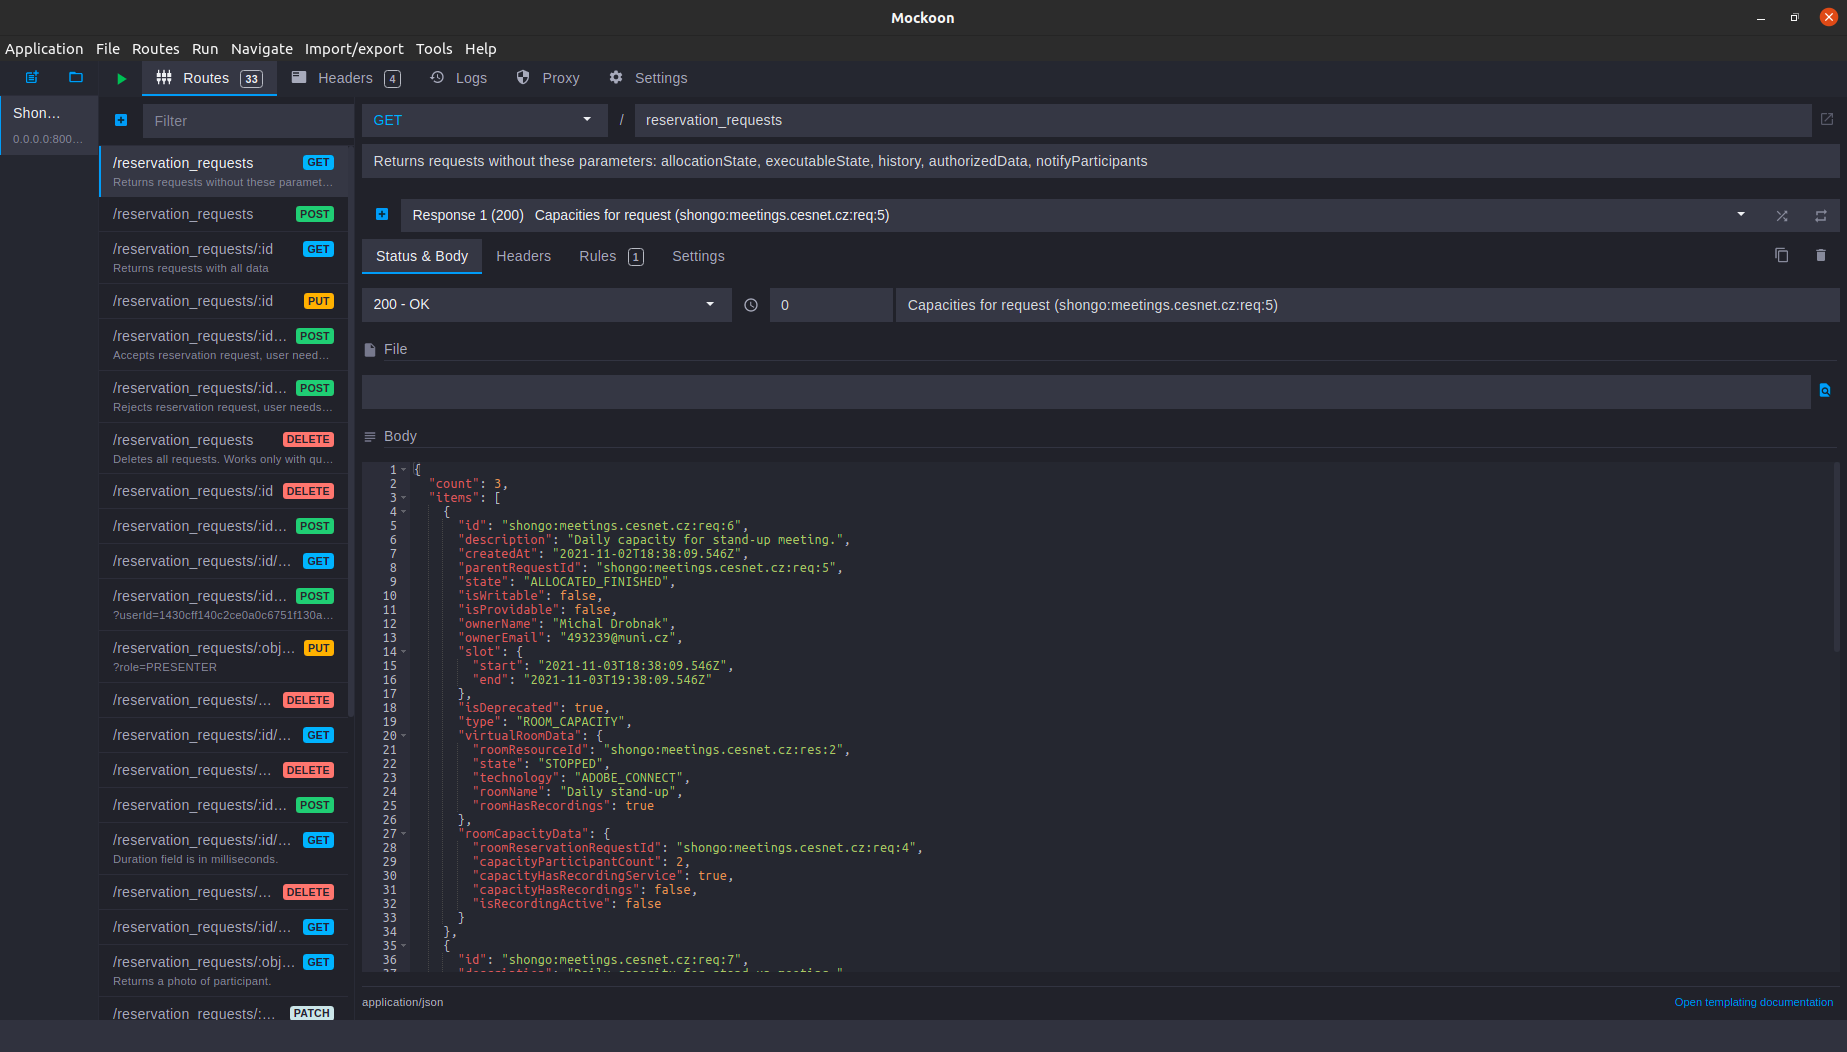 Mockoon
Application File Routes Run Navigate Import/export Tools Help
Routes 33 Headers 4 Logs Proxy Settings
Shon...
0.0.0.0:800...
Filter
/reservation_requests GET
Returns requests without these paramet...
/reservation_requests POST
/reservation_requests/:id GET
Returns requests with all data
/reservation_requests/:id PUT
/reservation_requests/:id... POST
Accepts reservation request, user need...
/reservation_requests/:id... POST
Rejects reservation request, user needs...
/reservation_requests DELETE
Deletes all requests. Works only with qu...
/reservation_requests/:id DELETE
/reservation_requests/:id... POST
/reservation_requests/:id/... GET
/reservation_requests/:id... POST
?userId=1430cff140c2ce0a0c6751f130a...
/reservation_requests/:obj... PUT
?role=PRESENTER
/reservation_requests/... DELETE
/reservation_requests/:id/... GET
/reservation_requests/... DELETE
/reservation_requests/:id... POST
/reservation_requests/:id/... GET
Duration field is in milliseconds.
/reservation_requests/... DELETE
/reservation_requests/:id/... GET
/reservation_requests/:obj... GET
Returns a photo of participant.
/reservation_requests/:... PATCH
GET / reservation_requests
Returns requests without these parameters: allocationState, executableState, history, authorizedData, notifyParticipants
Response 1 (200) Capacities for request (shongo:meetings.cesnet.cz:req:5)
Status & Body Headers Rules 1 Settings
200 - OK 0 Capacities for request (shongo:meetings.cesnet.cz:req:5)
File
Body
1 {
2 "count": 3,
3 "items": [
4 {
5 "id": "shongo:meetings.cesnet.cz:req:6",
6 "description": "Daily capacity for stand-up meeting.",
7 "createdAt": "2021-11-02T18:38:09.546Z",
8 "parentRequestId": "shongo:meetings.cesnet.cz:req:5",
9 "state": "ALLOCATED_FINISHED",
10 "isWritable": false,
11 "isProvidable": false,
12 "ownerName": "Michal Drobnak",
13 "ownerEmail": "493239@muni.cz",
14 "slot": {
15 "start": "2021-11-03T18:38:09.546Z",
16 "end": "2021-11-03T19:38:09.546Z"
17 },
18 "isDeprecated": true,
19 "type": "ROOM_CAPACITY",
20 "virtualRoomData": {
21 "roomResourceId": "shongo:meetings.cesnet.cz:res:2",
22 "state": "STOPPED",
23 "technology": "ADOBE_CONNECT",
24 "roomName": "Daily stand-up",
25 "roomHasRecordings": true
26 },
27 "roomCapacityData": {
28 "roomReservationRequestId": "shongo:meetings.cesnet.cz:req:4",
29 "capacityParticipantCount": 2,
30 "capacityHasRecordingService": true,
31 "capacityHasRecordings": false,
32 "isRecordingActive": false
33 }
34 },
35 {
36 "id": "shongo:meetings.cesnet.cz:req:7",
37 "description": "Daily capacity for stand-up meeting."
application/json
Open templating documentation